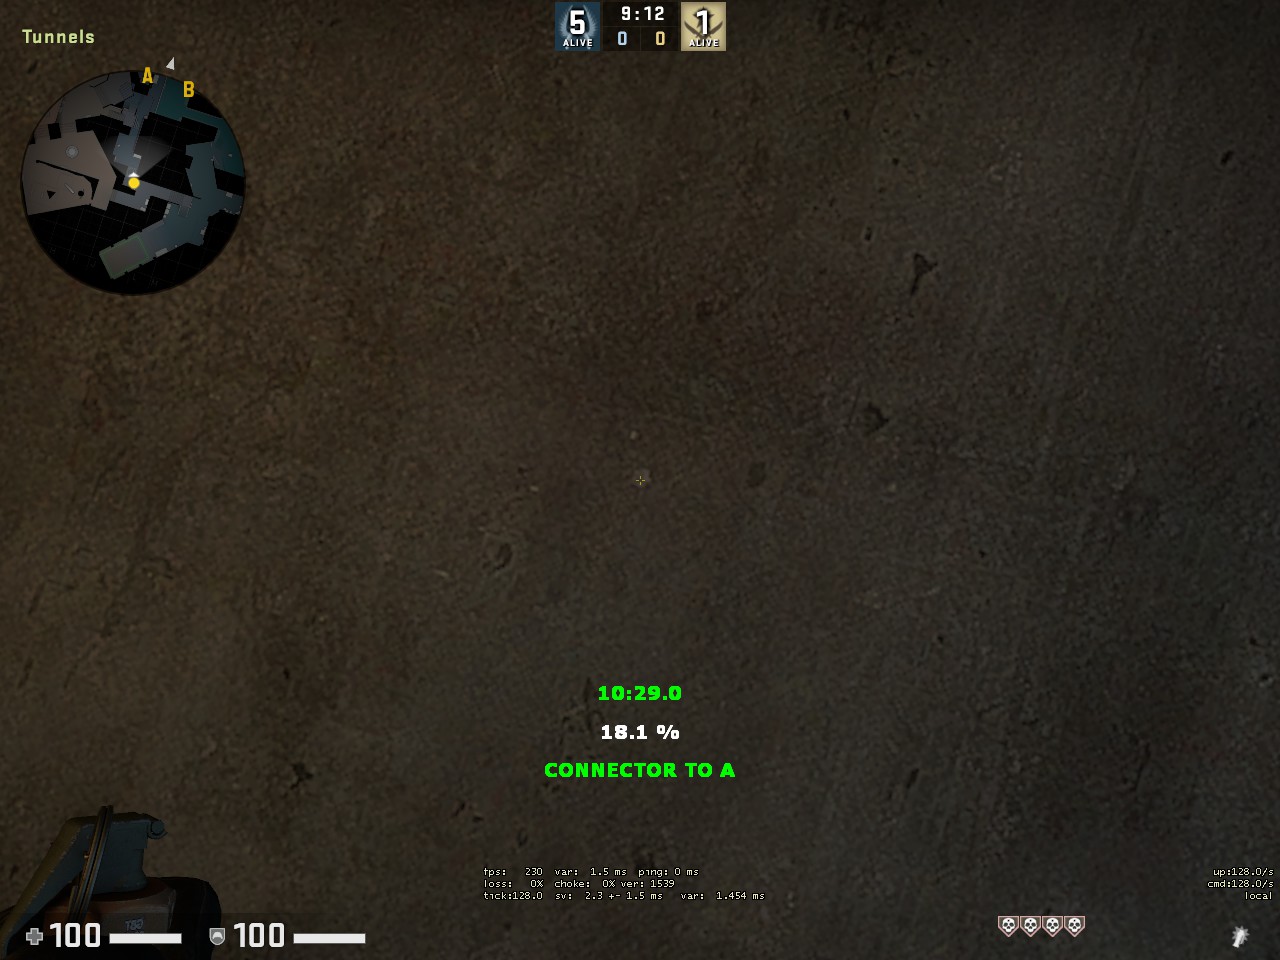 Tunnels
5 ALIVE
9:12
0 0
1 ALIVE
A
B
10:29.0
18.1 %
CONNECTOR TO A
fps: 230 var: 1.5 ms ping: 0 ms
loss: 0% choke: 0% ver: 1539
tick:128.0 sv: 2.3 +- 1.5 ms var: 1.454 ms
up:128.0/s
cmd:128.0/s
local
100
100